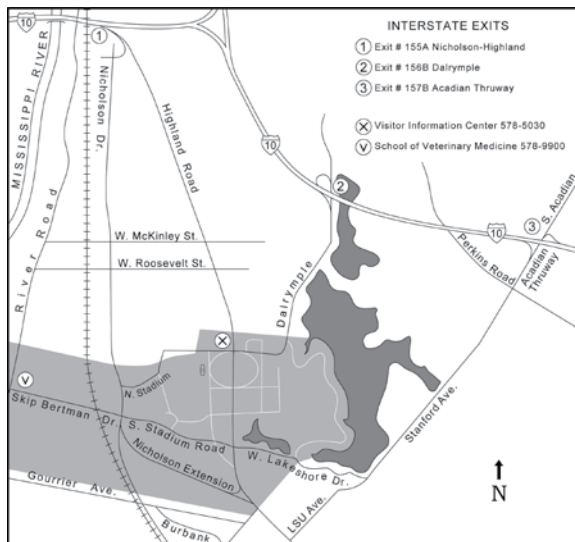 INTERSTATE EXITS
1 Exit # 155A Nicholson-Highland
2 Exit # 156B Dalrymple
3 Exit # 157B Acadian Thruway
X Visitor Information Center 578-5030
V School of Veterinary Medicine 578-9900
10
1
MISSISSIPPI RIVER
Nicholson Dr.
Highland Road
10
2
River Road
W. McKinley St.
W. Roosevelt St.
Dalrymple
10
3
S. Acadian
Acadian Thruway
Perkins Road
X
V
N. Stadium
Skip Bertman Dr.
S. Stadium Road
Nicholson Extension
W. Lakeshore Dr.
Stanford Ave.
LSU Ave.
Gourrier Ave.
Burbank
N